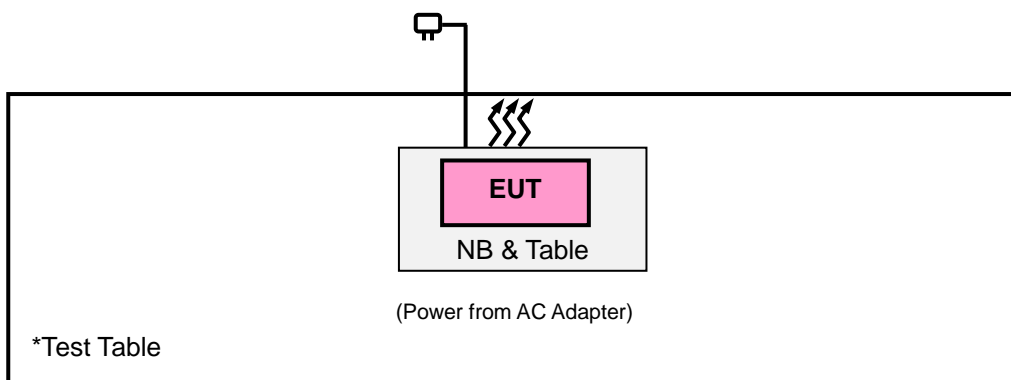 EUT
NB & Table
(Power from AC Adapter)
*Test Table